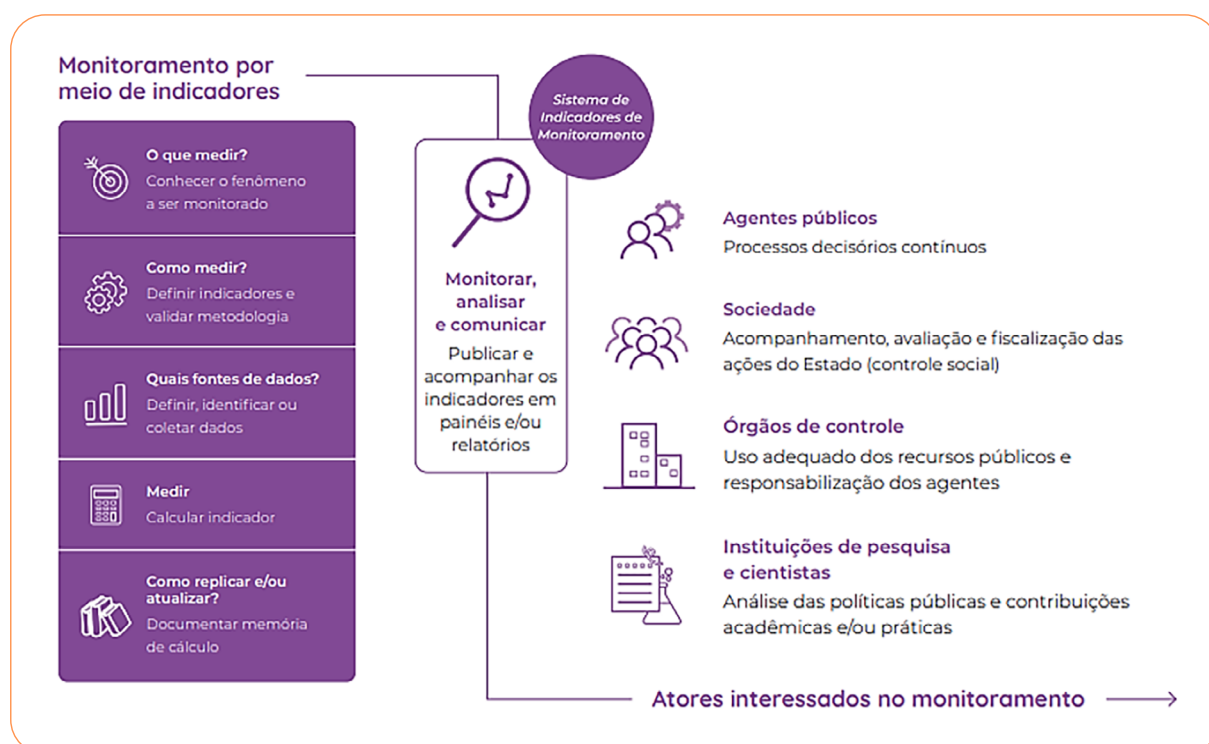 Monitoramento por
meio de indicadores
O que medir?
Conhecer o fenômeno
a ser monitorado
Como medir?
Definir indicadores e
validar metodologia
Quais fontes de dados?
Definir, identificar ou
coletar dados
Medir
Calcular indicador
Como replicar e/ou
atualizar?
Documentar memória
de cálculo
Sistema de
Indicadores de
Monitoramento
Monitorar,
analisar
e comunicar
Publicar e
acompanhar os
indicadores em
painéis e/ou
relatórios
Agentes públicos
Processos decisórios contínuos
Sociedade
Acompanhamento, avaliação e fiscalização das
ações do Estado (controle social)
Órgãos de controle
Uso adequado dos recursos públicos e
responsabilização dos agentes
Instituições de pesquisa
e cientistas
Análise das políticas públicas e contribuições
acadêmicas e/ou práticas
Atores interessados no monitoramento